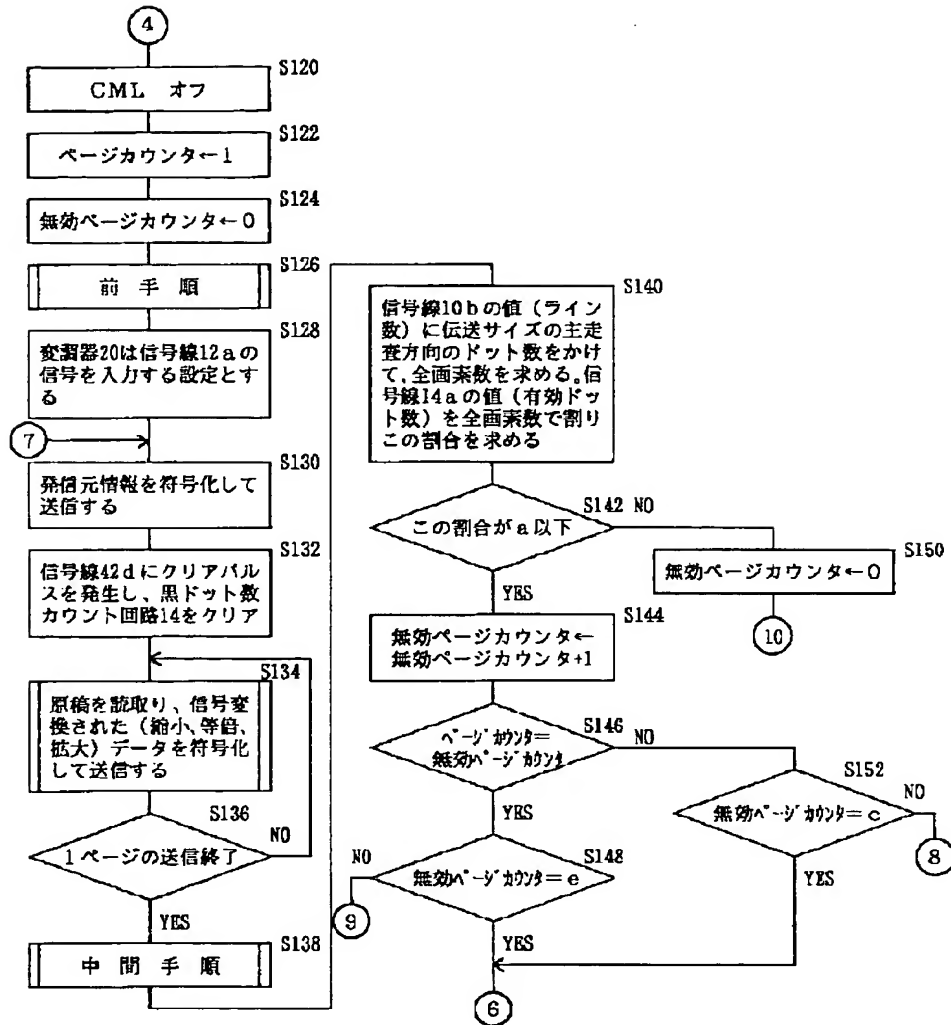 4
S120
CML オフ
S122
ページカウンタ←1
S124
無効ページカウンタ←0
S126
前 手 順
S128
変調器20は信号線12aの
信号を入力する設定とす
る
7
S130
発信元情報を符号化して
送信する
S132
信号線42dにクリアパル
スを発生し、黒ドット数
カウント回路14をクリア
S134
原稿を読取り、信号変
換された(縮小、等倍、
拡大)データを符号化
して送信する
S136
1ページの送信終了
NO
YES
S138
中 間 手 順
S140
信号線10bの値(ライン
数)に伝送サイズの主走
査方向のドット数をかけ
て、全画素数を求める。信
号線14aの値(有効ドット
数)を全画素数で割り
この割合を求める
S142 NO
この割合がa以下
YES
S150
無効ページカウンタ←0
10
S144
無効ページカウンタ←
無効ページカウンタ+1
S146
ページカウンタ=
無効ページカウンタ
NO
YES
S152
無効ページカウンタ=c
NO
8
YES
S148
無効ページカウンタ=e
NO
9
YES
6